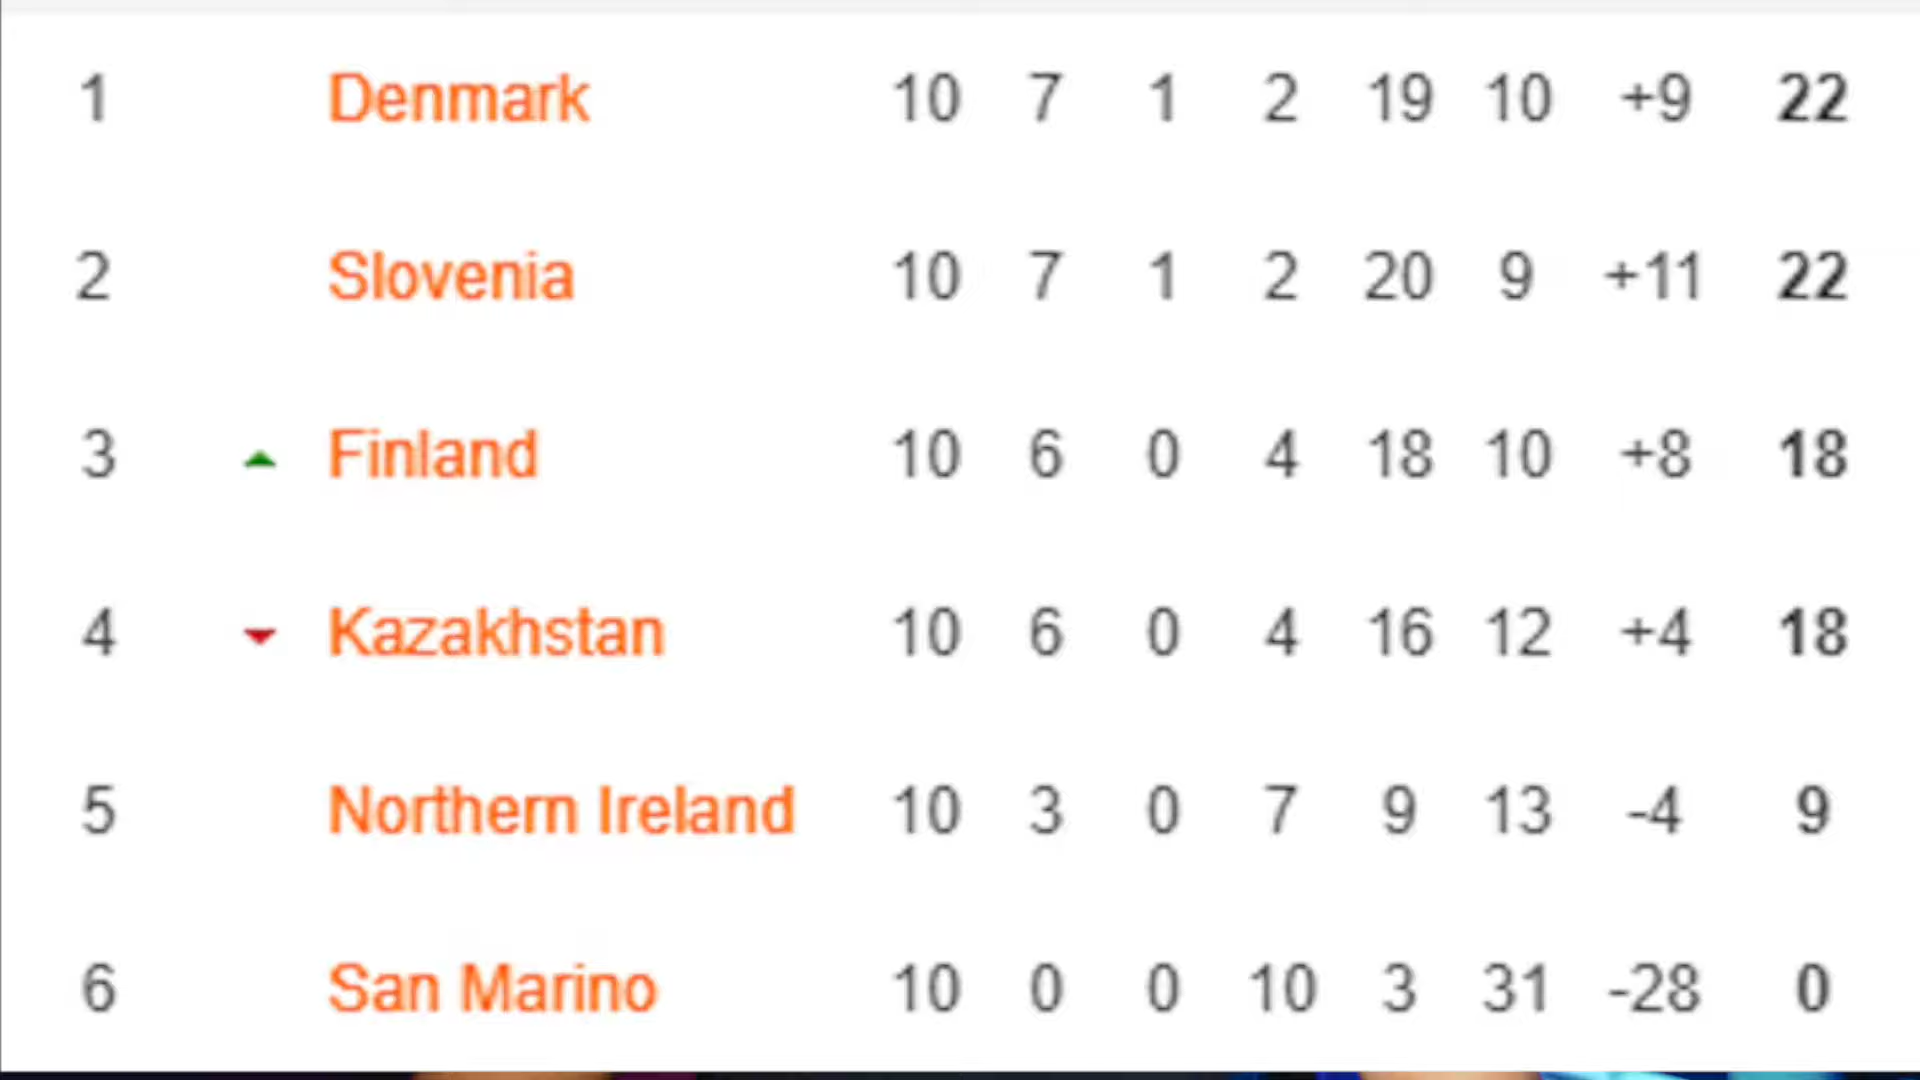 1 Denmark 10 7 1 2 19 10 +9 22
2 Slovenia 10 7 1 2 20 9 +11 22
3 Finland 10 6 0 4 18 10 +8 18
4 Kazakhstan 10 6 0 4 16 12 +4 18
5 Northern Ireland 10 3 0 7 9 13 -4 9
6 San Marino 10 0 0 10 3 31 -28 0